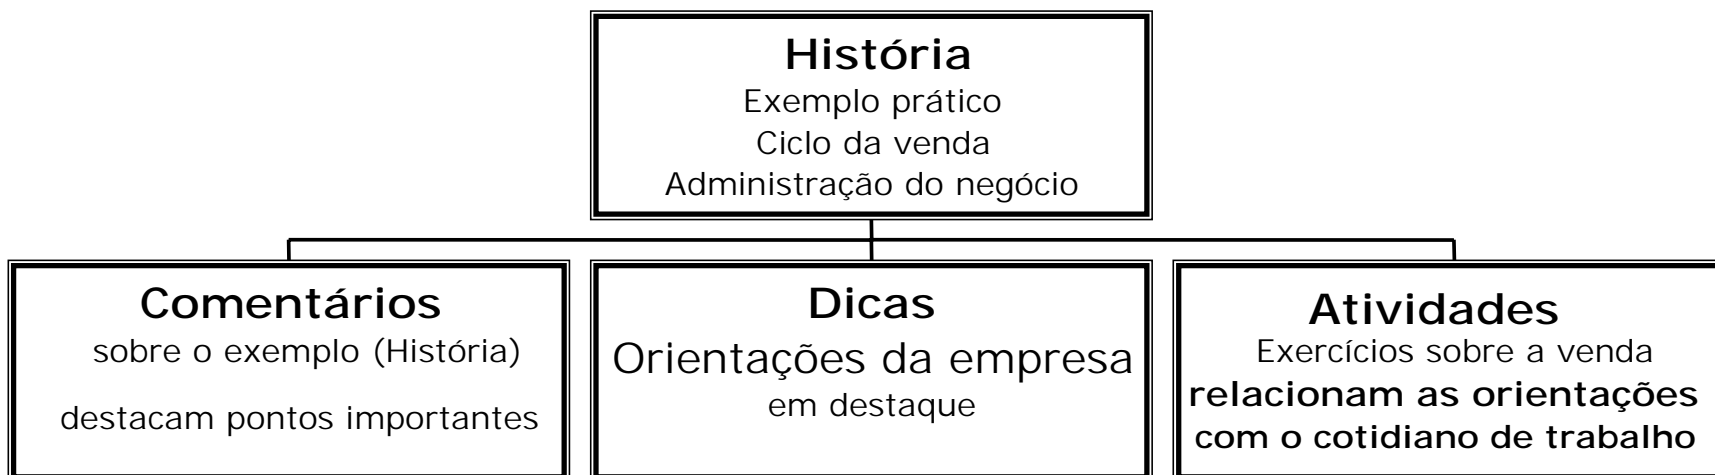 História
Exemplo prático
Ciclo da venda
Administração do negócio
Comentários
sobre o exemplo (História)
destacam pontos importantes
Dicas
Orientações da empresa
em destaque
Atividades
Exercícios sobre a venda
relacionam as orientações
com o cotidiano de trabalho